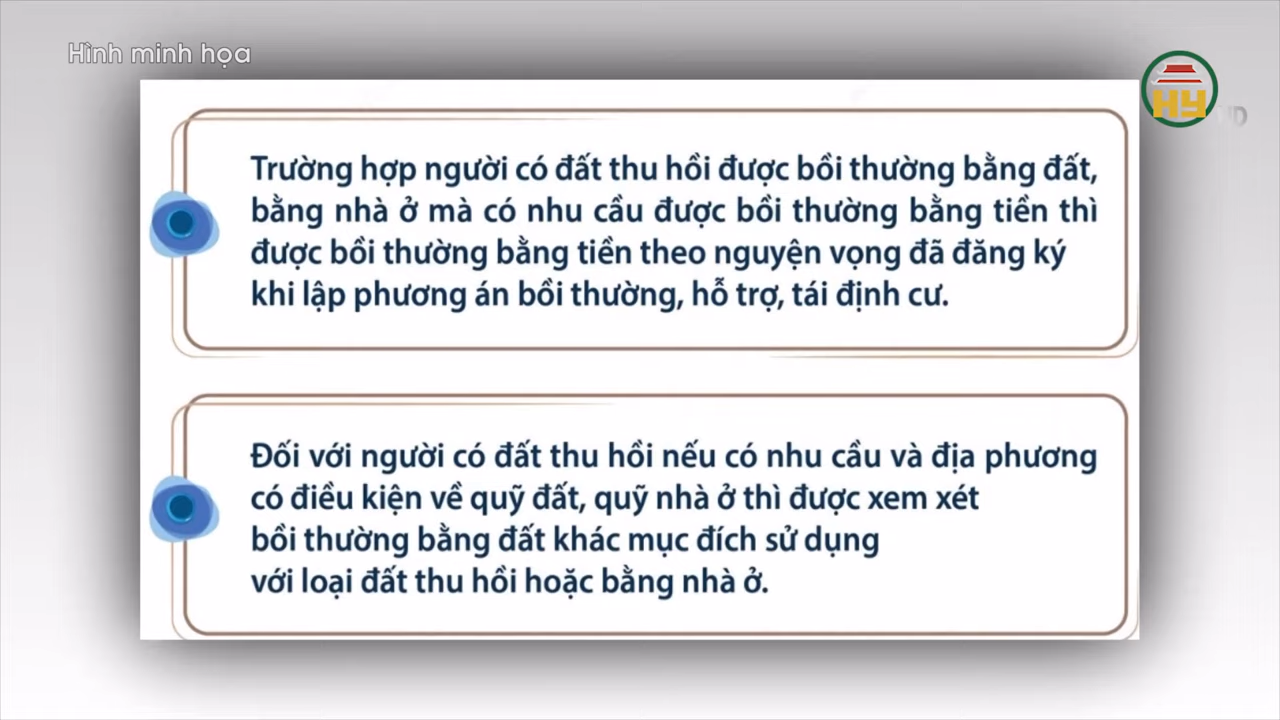 Hình minh họa
HY
HD
Trường hợp người có đất thu hồi được bồi thường bằng đất,
bằng nhà ở mà có nhu cầu được bồi thường bằng tiền thì
được bồi thường bằng tiền theo nguyện vọng đã đăng ký
khi lập phương án bồi thường, hỗ trợ, tái định cư.
Đối với người có đất thu hồi nếu có nhu cầu và địa phương
có điều kiện về quỹ đất, quỹ nhà ở thì được xem xét
bồi thường bằng đất khác mục đích sử dụng
với loại đất thu hồi hoặc bằng nhà ở.